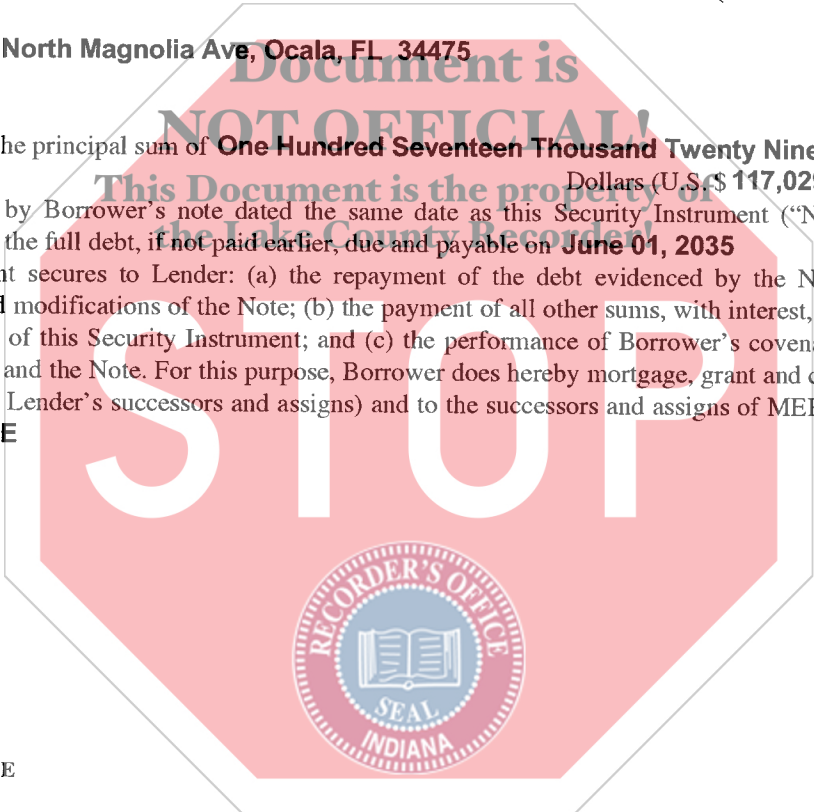 North Magnolia Ave, Ocala, FL 34475
Document is
NOT OFFICIAL!
he principal sum of One Hundred Seventeen Thousand Twenty Nine
Dollars (U.S. $ 117,029
This Document is the property of
the Lake County Recorder!
by Borrower’s note dated the same date as this Security Instrument (“N
the full debt, if not paid earlier, due and payable on June 01, 2035
nt secures to Lender: (a) the repayment of the debt evidenced by the N
d modifications of the Note; (b) the payment of all other sums, with interest,
of this Security Instrument; and (c) the performance of Borrower’s covena
and the Note. For this purpose, Borrower does hereby mortgage, grant and c
Lender’s successors and assigns) and to the successors and assigns of MER
E
STOP
RECORDER'S OFFICE
SEAL
INDIANA
E